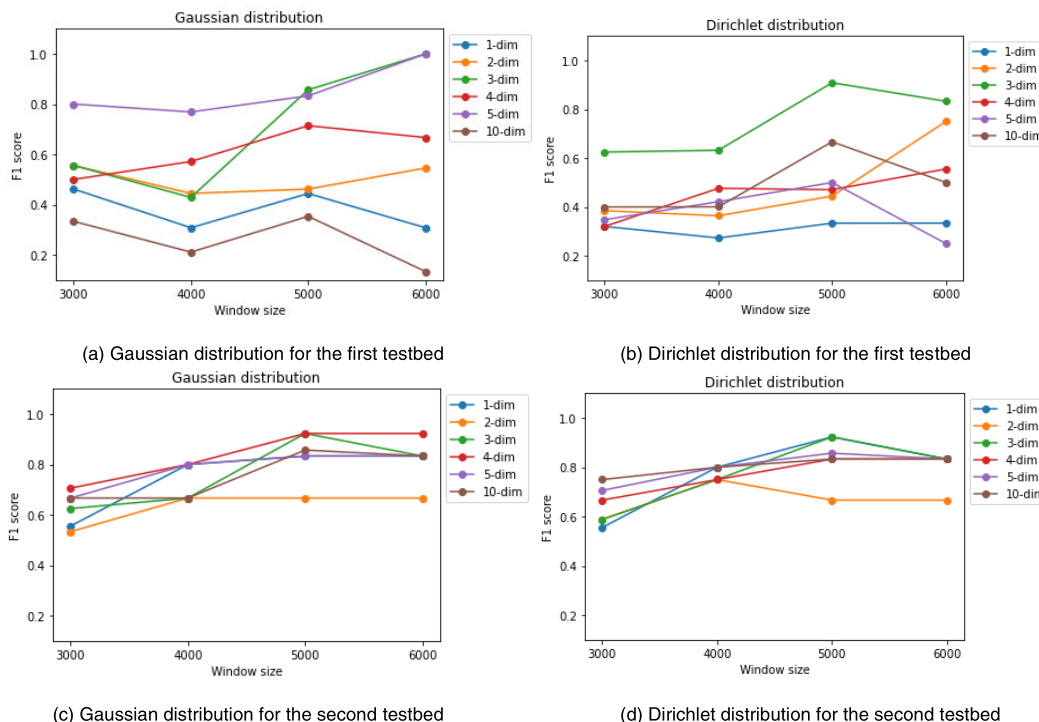 Gaussian distribution
1.0
0.8
0.6
0.4
0.2
F1 score
3000 4000 5000 6000
Window size
1-dim
2-dim
3-dim
4-dim
5-dim
10-dim
(a) Gaussian distribution for the first testbed
Dirichlet distribution
1.0
0.8
0.6
0.4
0.2
F1 score
3000 4000 5000 6000
Window size
1-dim
2-dim
3-dim
4-dim
5-dim
10-dim
(b) Dirichlet distribution for the first testbed
Gaussian distribution
1.0
0.8
0.6
0.4
0.2
F1 score
3000 4000 5000 6000
Window size
1-dim
2-dim
3-dim
4-dim
5-dim
10-dim
(c) Gaussian distribution for the second testbed
Dirichlet distribution
1.0
0.8
0.6
0.4
0.2
F1 score
3000 4000 5000 6000
Window size
1-dim
2-dim
3-dim
4-dim
5-dim
10-dim
(d) Dirichlet distribution for the second testbed